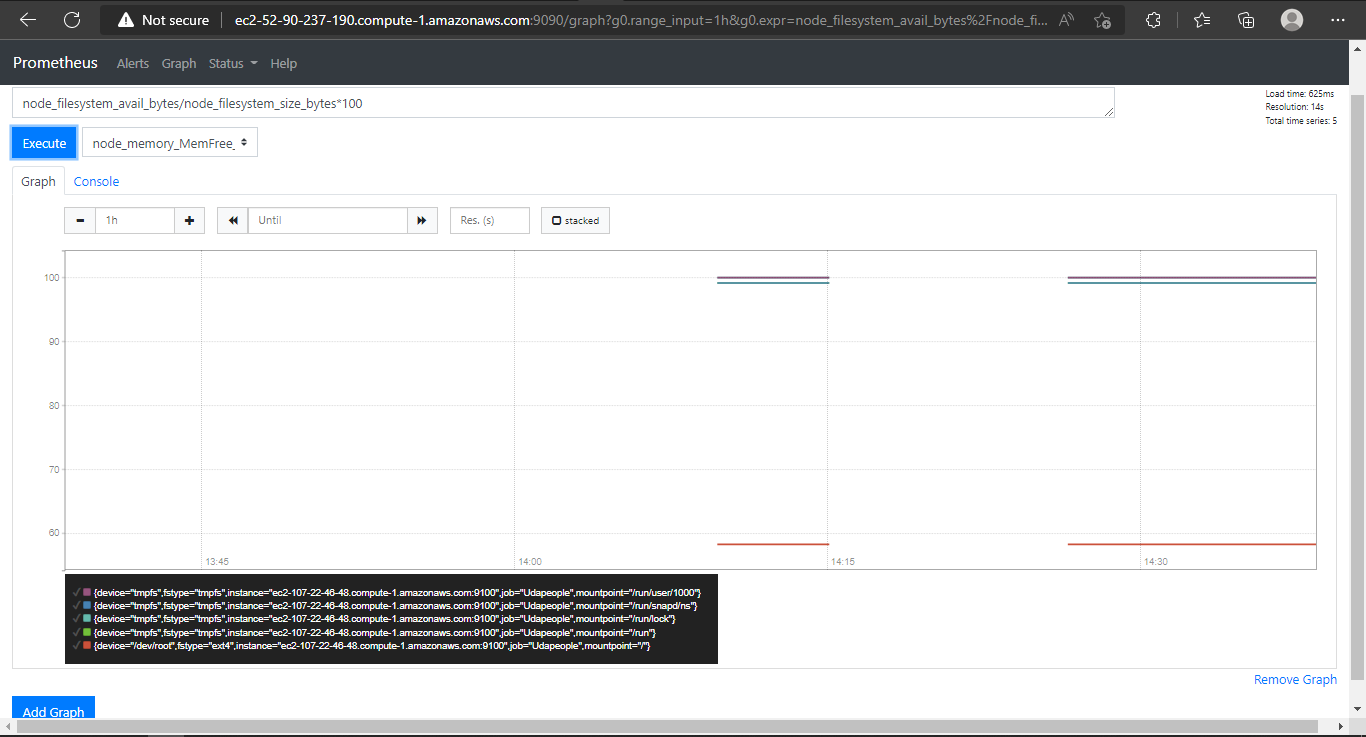 Not secure ec2-52-90-237-190.compute-1.amazonaws.com:9090/graph?g0.range_input=1h&g0.expr=node_filesystem_avail_bytes%2Fnode_fi...
Prometheus Alerts Graph Status Help
node_filesystem_avail_bytes/node_filesystem_size_bytes*100
Load time: 625ms
Resolution: 14s
Total time series: 5
Execute node_memory_MemFree_
Graph Console
1h Until Res. (s) stacked
100
90
80
70
60
13:45 14:00 14:15 14:30
{device="tmpfs",fstype="tmpfs",instance="ec2-107-22-46-48.compute-1.amazonaws.com:9100",job="Udapeople",mountpoint="/run/user/1000"}
{device="tmpfs",fstype="tmpfs",instance="ec2-107-22-46-48.compute-1.amazonaws.com:9100",job="Udapeople",mountpoint="/run/snapd/ns"}
{device="tmpfs",fstype="tmpfs",instance="ec2-107-22-46-48.compute-1.amazonaws.com:9100",job="Udapeople",mountpoint="/run/lock"}
{device="tmpfs",fstype="tmpfs",instance="ec2-107-22-46-48.compute-1.amazonaws.com:9100",job="Udapeople",mountpoint="/run"}
{device="/dev/root",fstype="ext4",instance="ec2-107-22-46-48.compute-1.amazonaws.com:9100",job="Udapeople",mountpoint="/"}
Remove Graph
Add Graph